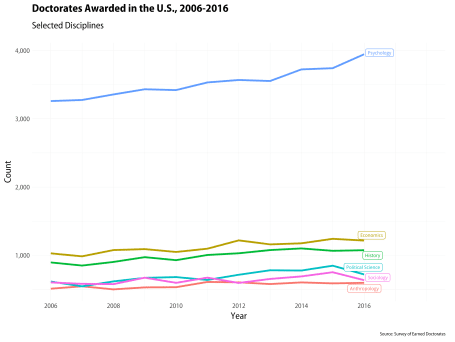 Doctorates Awarded in the U.S., 2006-2016
Selected Disciplines
4,000
3,000
2,000
1,000
Count
Psychology
Economics
History
Political Science
Sociology
Anthropology
2006
2008
2010
2012
2014
2016
Year
Source: Survey of Earned Doctorates